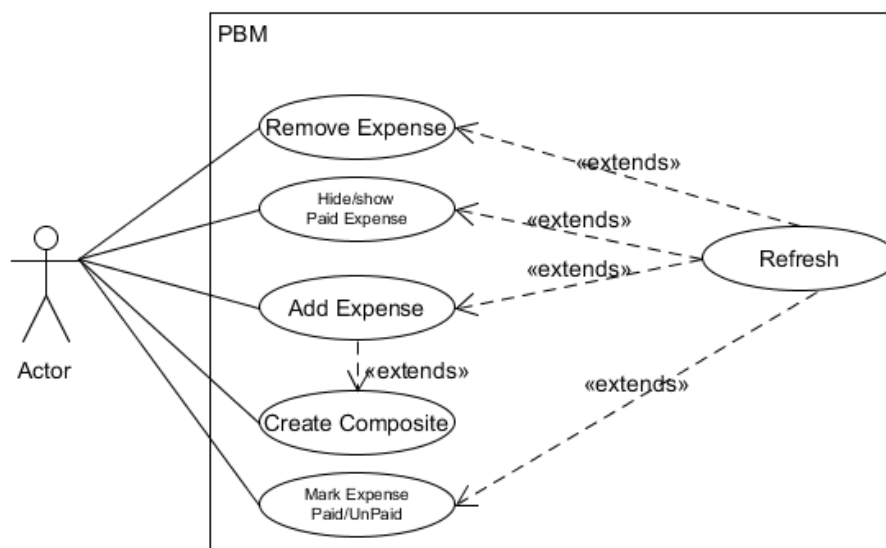 PBM
Remove Expense
«extends»
Hide/show
Paid Expense
«extends»
Refresh
«extends»
Add Expense
Actor
«extends»
«extends»
Create Composite
Mark Expense
Paid/UnPaid